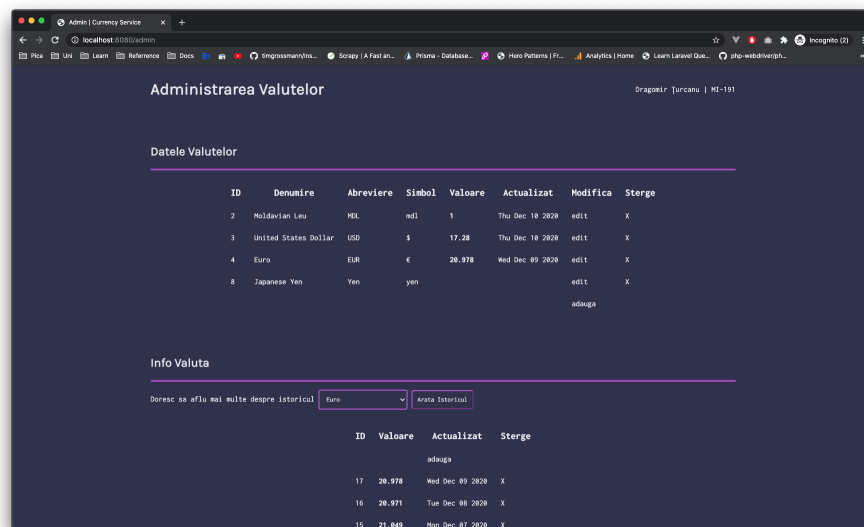 Admin | Currency Service
localhost:8080/admin
Incognito (2)
Pica Uni Learn Referrence Docs timgrossmann/ins... Scrapy | A Fast an... Prisma - Database... Hero Patterns | Fr... Analytics | Home Learn Laravel Que... php-webdriver/ph...
Administrarea Valutelor
Dragomir Țurcanu | MI-191
Datele Valutelor
ID Denumire Abreviere Simbol Valoare Actualizat Modifica Sterge
2 Moldavian Leu MDL mdl 1 Thu Dec 10 2020 edit X
3 United States Dollar USD $ 17.28 Thu Dec 10 2020 edit X
4 Euro EUR € 20.978 Wed Dec 09 2020 edit X
8 Japanese Yen Yen yen edit X
adauga
Info Valuta
Doresc sa aflu mai multe despre istoricul Euro Arata Istoricul
ID Valoare Actualizat Sterge
adauga
17 20.978 Wed Dec 09 2020 X
16 20.971 Tue Dec 08 2020 X
15 21.049 Mon Dec 07 2020 X